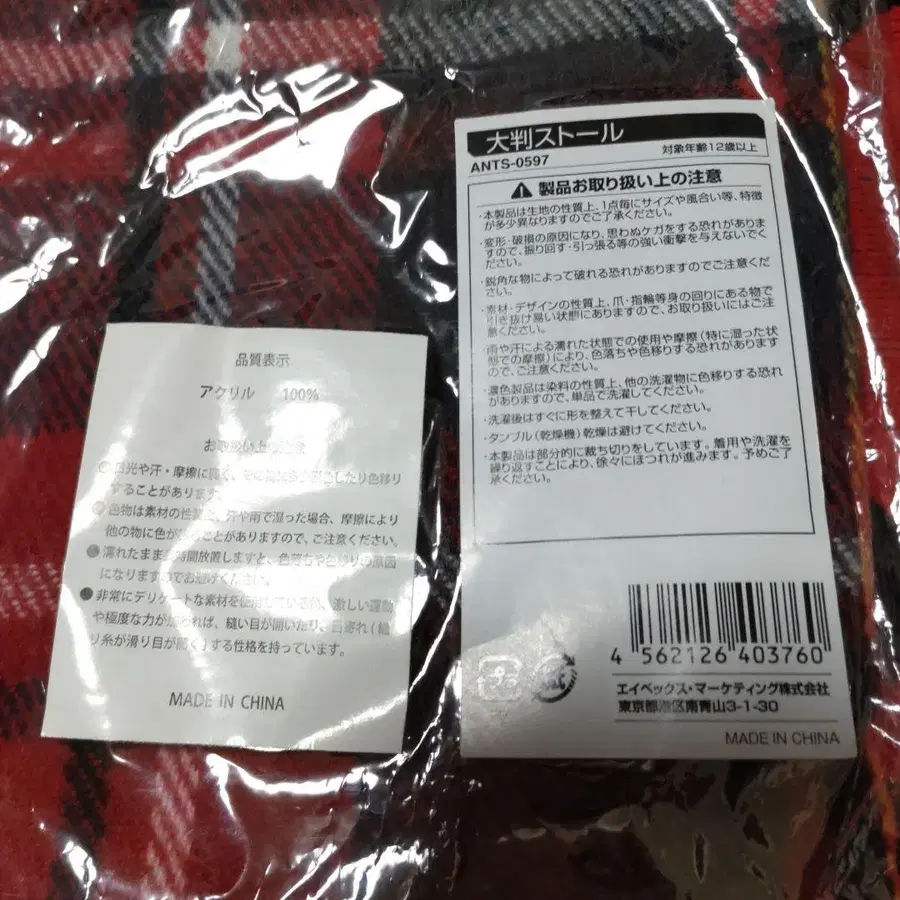 品質表示
アクリル 100%
お取扱い上の注意
することがあります。
他の物に色が
ことがありますので、ご注意ください。
になりますのでお避けください。
り糸が滑り目が開く)する性格を持っています。
MADE IN CHINA
大判ストール
ANTS-0597
対象年齢12歳以上
製品お取り扱い上の注意
・本製品は生地の性質上、1点毎にサイズや風合い等、特徴
が多少異なりますのでご了承ください。
・変形・破損の原因になり、思わぬケガをする恐れがありま
すので、振り回す・引っ張る等の強い衝撃を与えないでく
ださい。
・鋭角な物によって破れる恐れがありますのでご注意くだ
さい。
・素材・デザインの性質上、爪・指輪等身の回りにある物で
引き抜け易い状態にありますので、お取り扱いにはご注
意ください。
・雨や汗による濡れた状態での使用や摩擦(特に湿った状
態での摩擦)により、色落ちや色移りする恐れがあります
ので、ご注意ください。
・濃色製品は染料の性質上、他の洗濯物に色移りする恐れ
がありますので、単品で洗濯してください。
・洗濯後はすぐに形を整えて干してください。
・タンブル(乾燥機)乾燥は避けてください。
・本製品は部分的に裁ち切りをしています。着用や洗濯を
繰り返すことにより、徐々にほつれが進みます。予めご了
承ください。
4 562126 403760
エイベックス・マーケティング株式会社
東京都港区南青山3-1-30
MADE IN CHINA